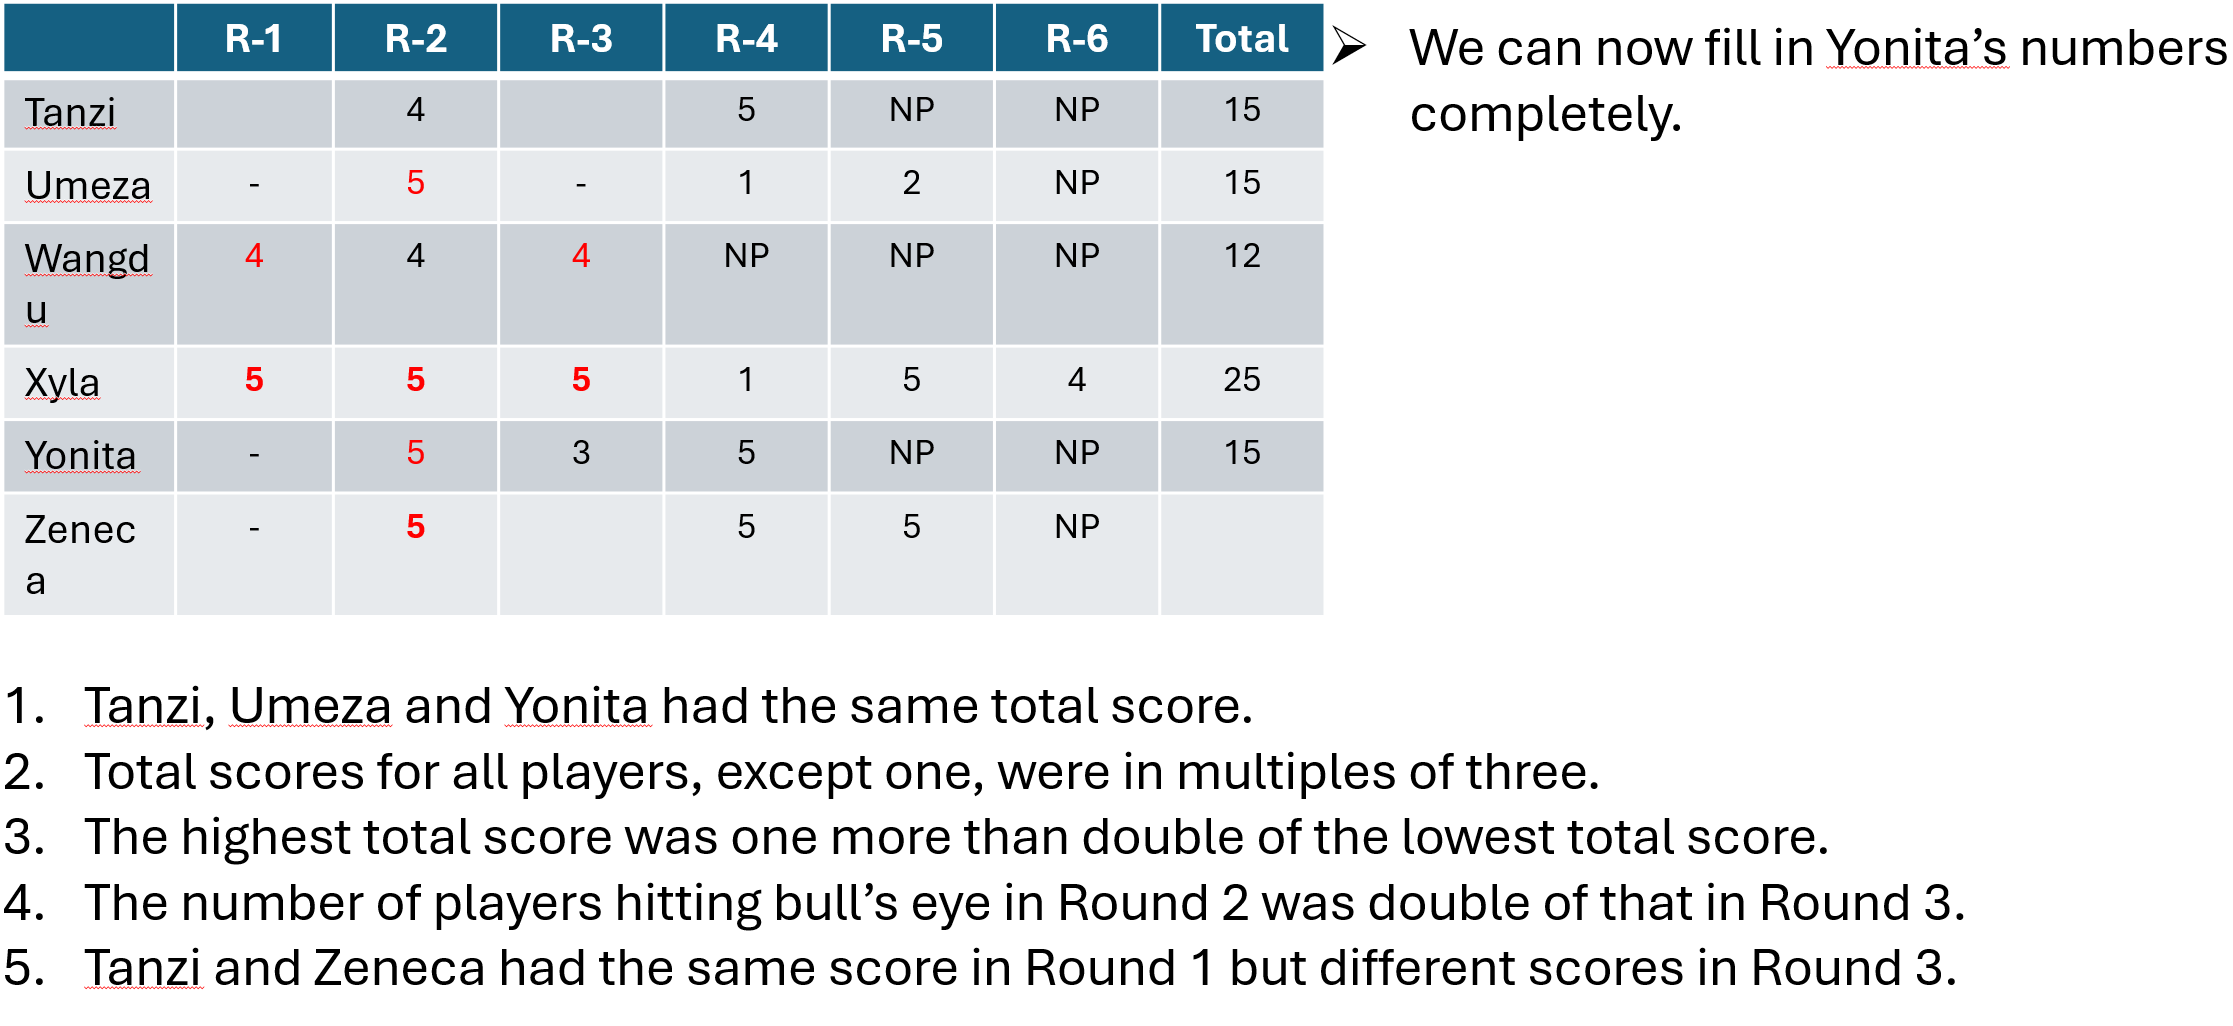 R-1 R-2 R-3 R-4 R-5 R-6 Total
Tanzi 4 5 NP NP 15
Umeza - 5 - 1 2 NP 15
Wangd
u 4 4 4 NP NP NP 12
Xyla 5 5 5 1 5 4 25
Yonita - 5 3 5 NP NP 15
Zenec
a - 5 5 5 NP
➢ We can now fill in Yonita’s numbers
completely.
1. Tanzi, Umeza and Yonita had the same total score.
2. Total scores for all players, except one, were in multiples of three.
3. The highest total score was one more than double of the lowest total score.
4. The number of players hitting bull’s eye in Round 2 was double of that in Round 3.
5. Tanzi and Zeneca had the same score in Round 1 but different scores in Round 3.